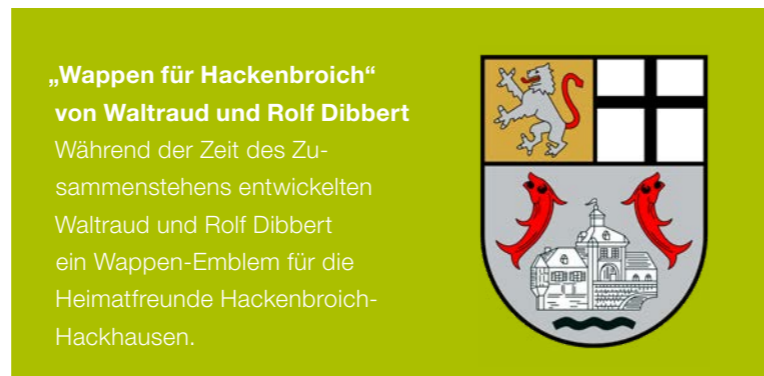 „Wappen für Hackenbroich“
von Waltraud und Rolf Dibbert
Während der Zeit des Zu-
sammenstehens entwickelten
Waltraud und Rolf Dibbert
ein Wappen-Emblem für die
Heimatfreunde Hackenbroich-
Hackhausen.